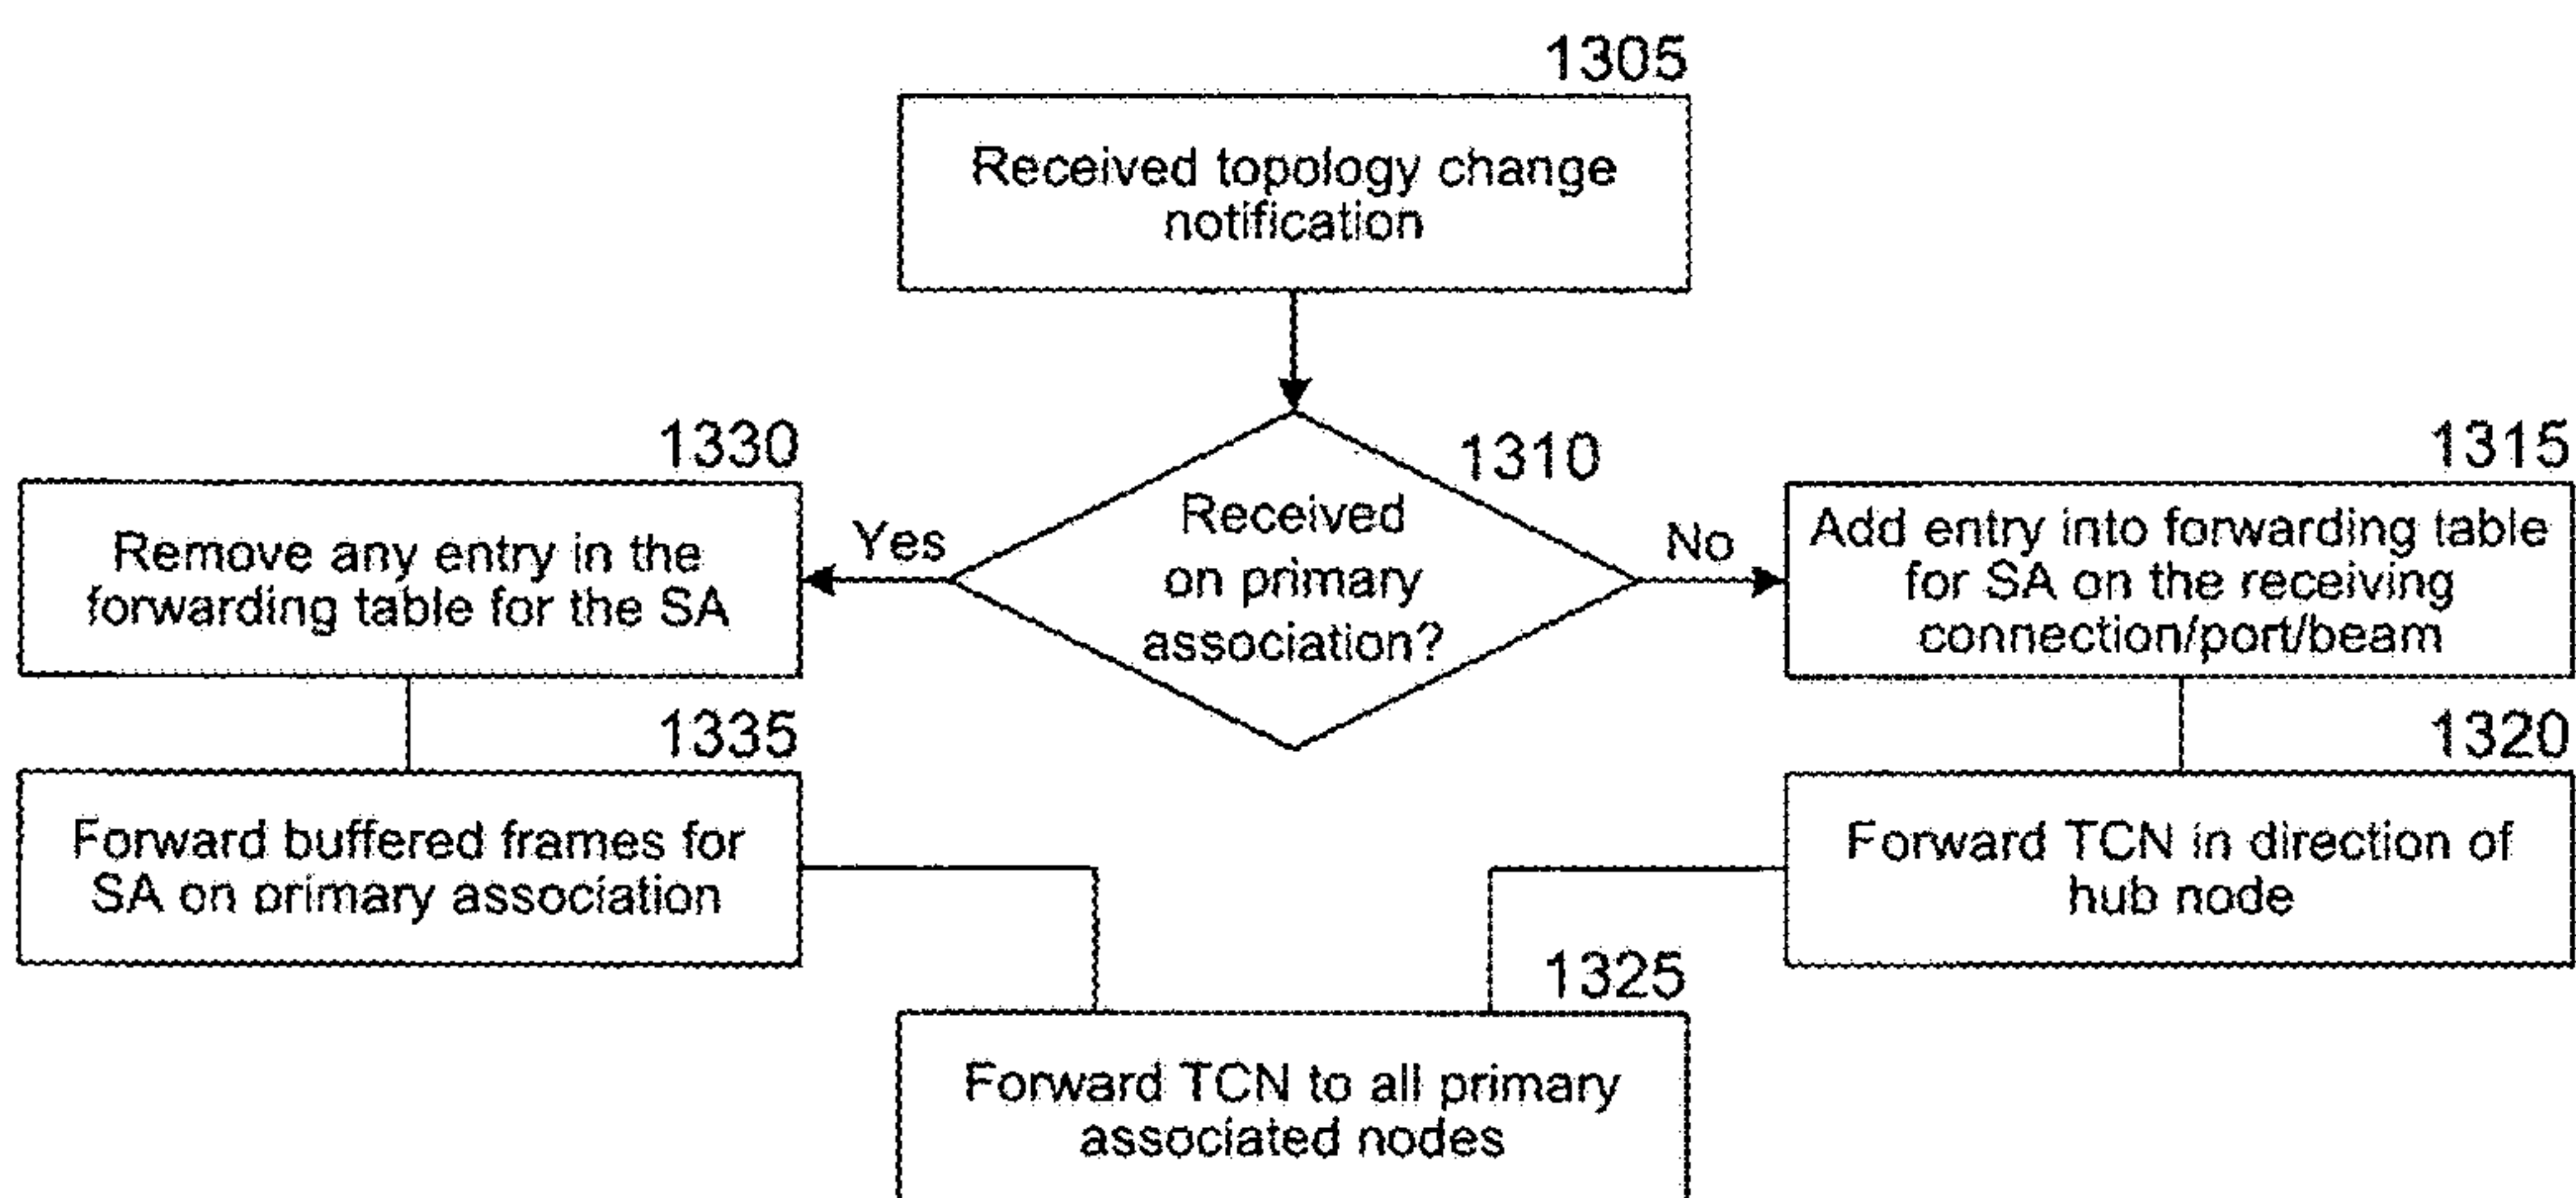 1305
Received topology change
notification
1310
Received
on primary
association?
Yes
No
1330
Remove any entry in the
forwarding table for the SA
1315
Add entry into forwarding table
for SA on the receiving
connection/port/beam
1335
Forward buffered frames for
SA on primary association
1320
Forward TCN in direction of
hub node
1325
Forward TCN to all primary
associated nodes